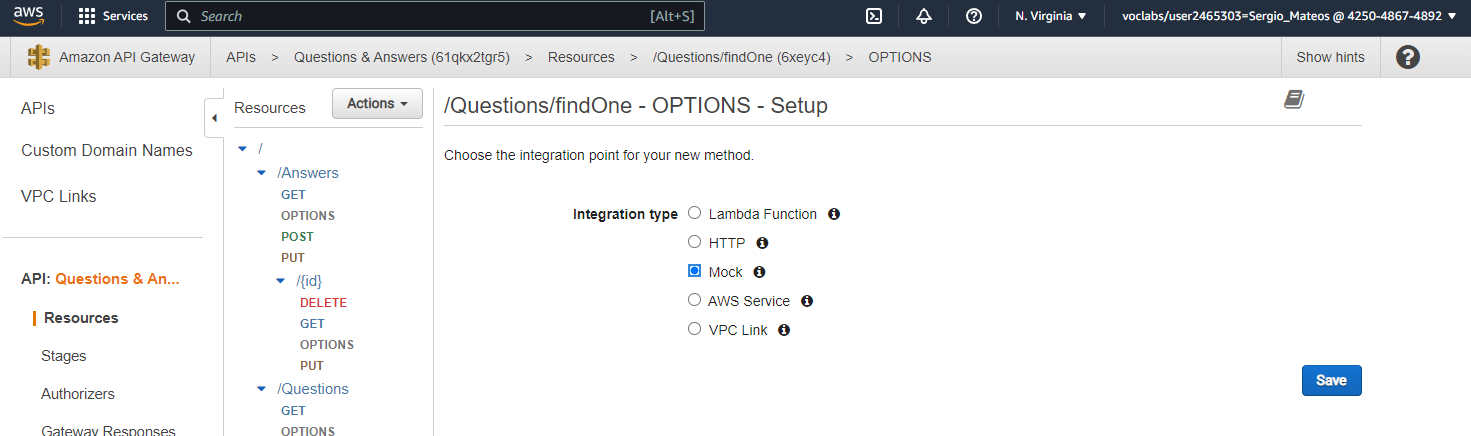 aws Services Search [Alt+S] N. Virginia voclabs/user2465303=Sergio_Mateos @ 4250-4867-4892
Amazon API Gateway APIs > Questions & Answers (61qkx2tgr5) > Resources > /Questions/findOne (6xeyc4) > OPTIONS Show hints
APIs
Custom Domain Names
VPC Links
API: Questions & An...
Resources
Stages
Authorizers
Gateway Responses
Resources Actions
/
/Answers
GET
OPTIONS
POST
PUT
/{id}
DELETE
GET
OPTIONS
PUT
/Questions
GET
OPTIONS
/Questions/findOne - OPTIONS - Setup
Choose the integration point for your new method.
Integration type Lambda Function
HTTP
Mock
AWS Service
VPC Link
Save